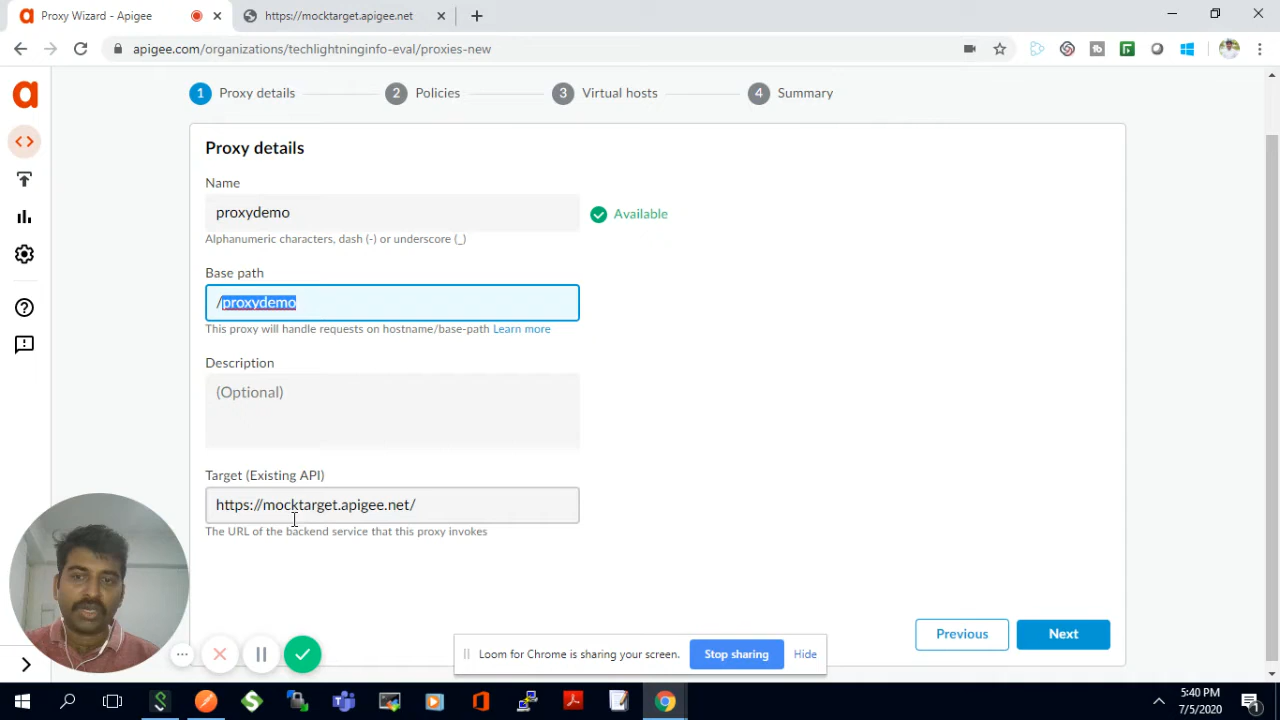 Proxy Wizard - Apigee
https://mocktarget.apigee.net
apigee.com/organizations/techlightninginfo-eval/proxies-new
1 Proxy details
2 Policies
3 Virtual hosts
4 Summary
Proxy details
Name
proxydemo
Available
Alphanumeric characters, dash (-) or underscore (_)
Base path
/proxydemo
This proxy will handle requests on hostname/base-path Learn more
Description
(Optional)
Target (Existing API)
https://mocktarget.apigee.net/
The URL of the backend service that this proxy invokes
Previous
Next
Loom for Chrome is sharing your screen.
Stop sharing
Hide
5:40 PM
7/5/2020